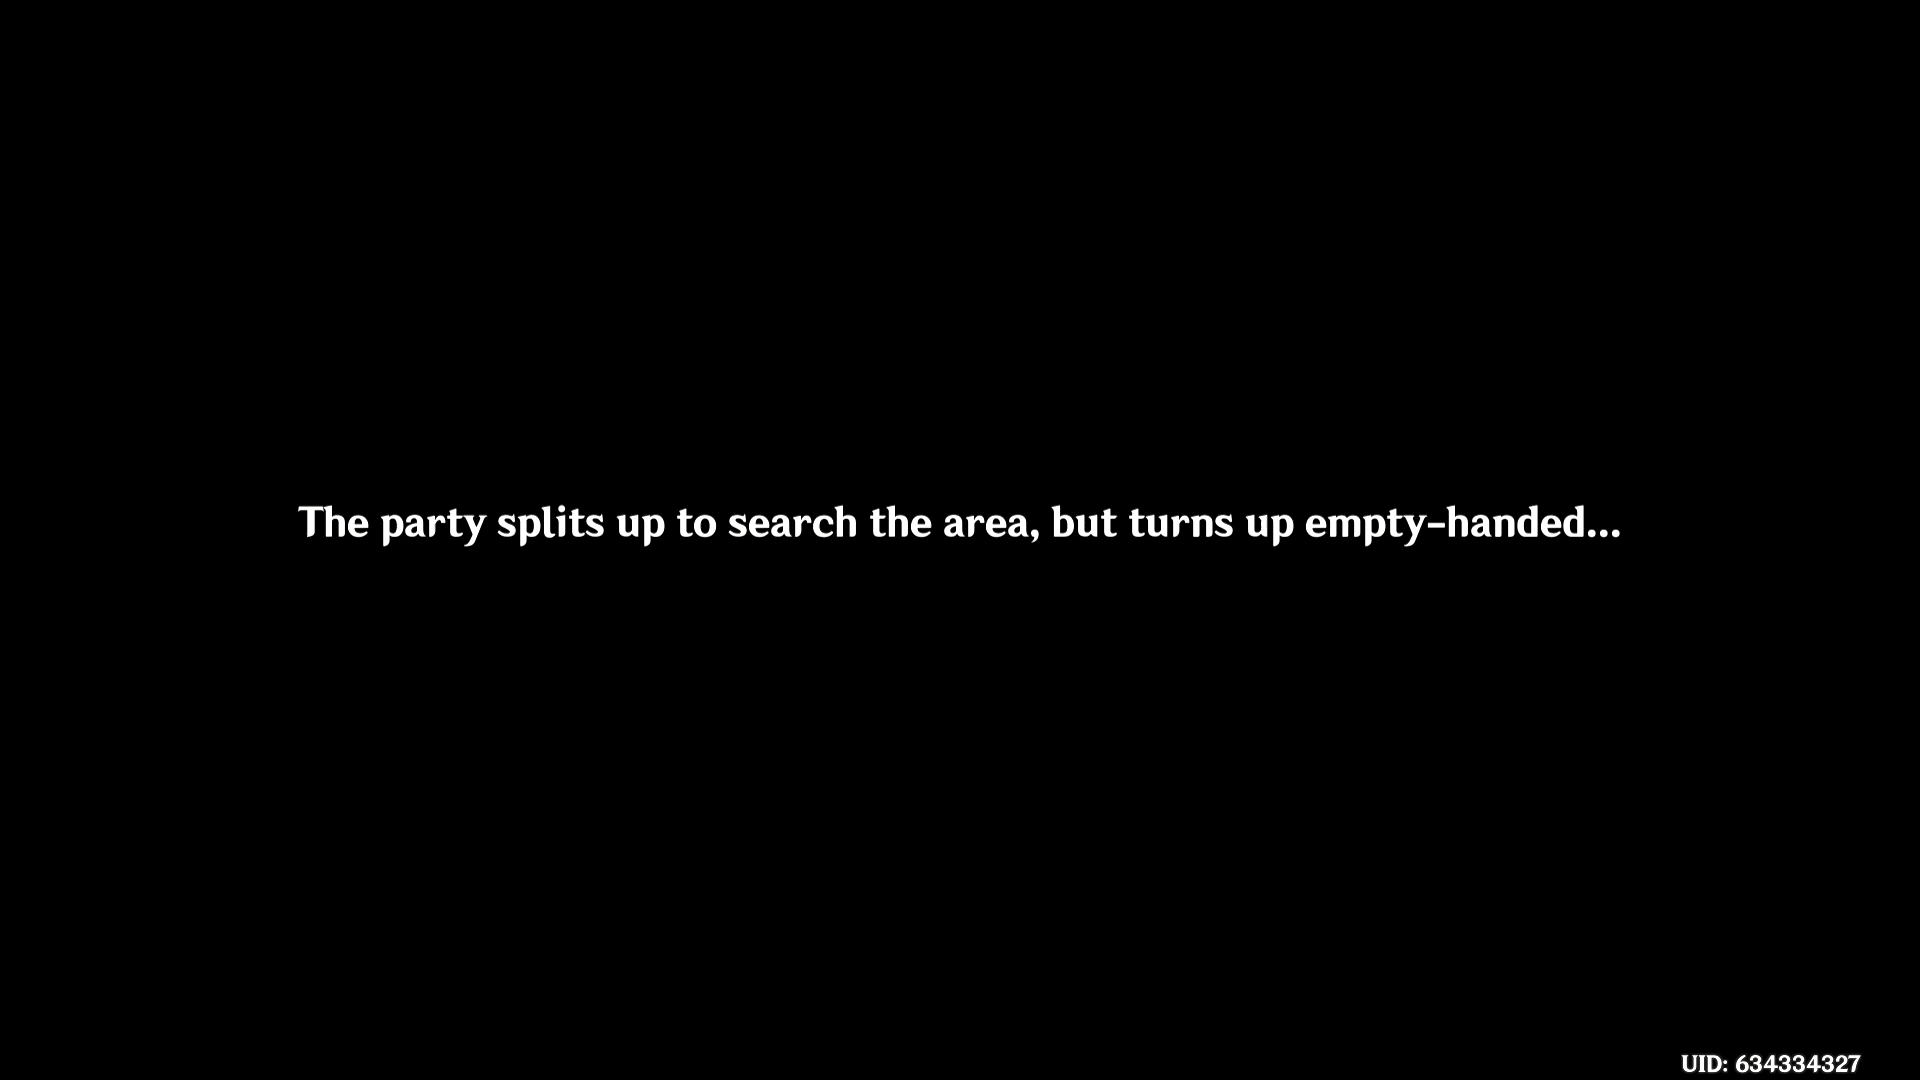 The party splits up to search the area, but turns up empty-handed...
UID: 634334327